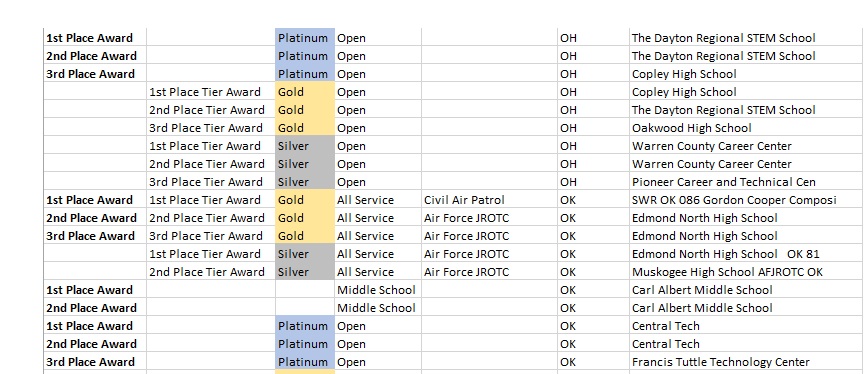 1st Place Award Platinum Open OH The Dayton Regional STEM School
2nd Place Award Platinum Open OH The Dayton Regional STEM School
3rd Place Award Platinum Open OH Copley High School
1st Place Tier Award Gold Open OH Copley High School
2nd Place Tier Award Gold Open OH The Dayton Regional STEM School
3rd Place Tier Award Gold Open OH Oakwood High School
1st Place Tier Award Silver Open OH Warren County Career Center
2nd Place Tier Award Silver Open OH Warren County Career Center
3rd Place Tier Award Silver Open OH Pioneer Career and Technical Cen
1st Place Award 1st Place Tier Award Gold All Service Civil Air Patrol OK SWR OK 086 Gordon Cooper Composi
2nd Place Award 2nd Place Tier Award Gold All Service Air Force JROTC OK Edmond North High School
3rd Place Award 3rd Place Tier Award Gold All Service Air Force JROTC OK Edmond North High School
1st Place Tier Award Silver All Service Air Force JROTC OK Edmond North High School OK 81
2nd Place Tier Award Silver All Service Air Force JROTC OK Muskogee High School AFJROTC OK
1st Place Award Middle School OK Carl Albert Middle School
2nd Place Award Middle School OK Carl Albert Middle School
1st Place Award Platinum Open OK Central Tech
2nd Place Award Platinum Open OK Central Tech
3rd Place Award Platinum Open OK Francis Tuttle Technology Center